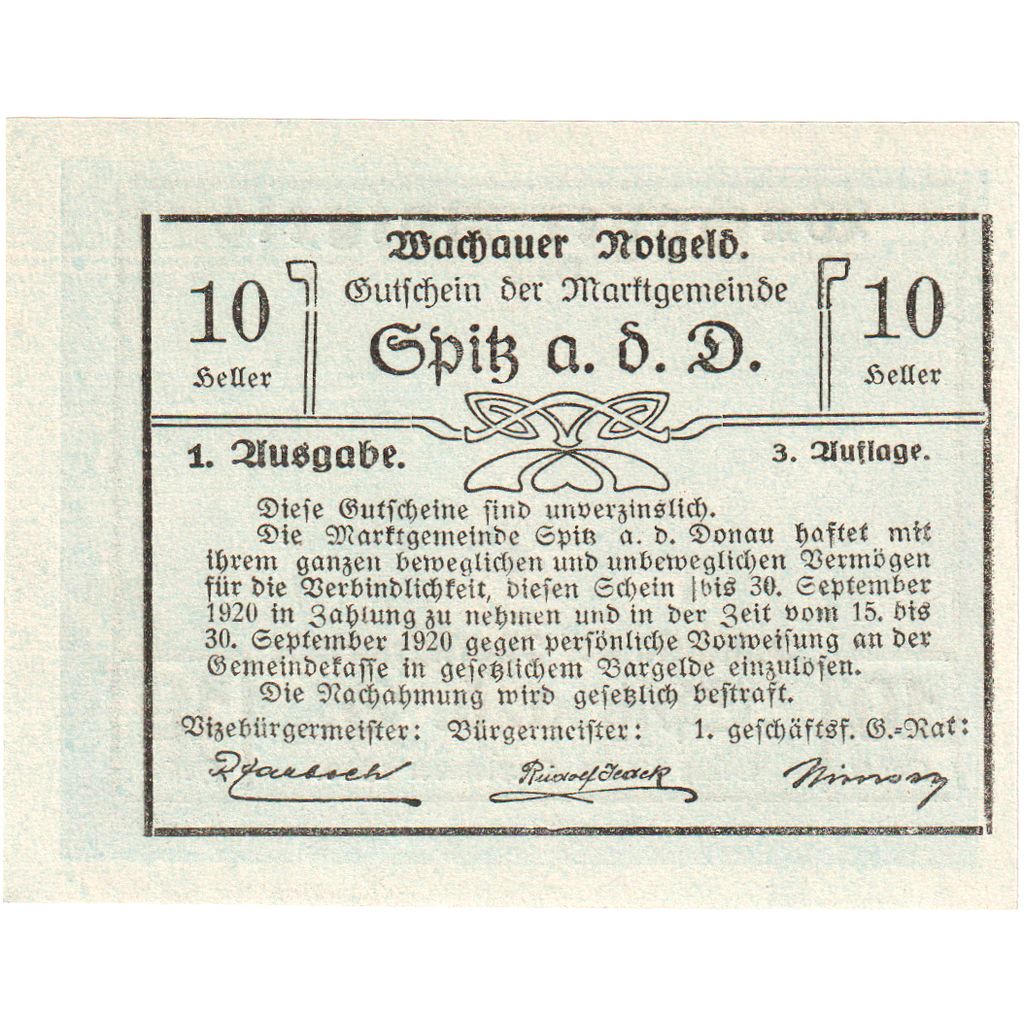 Wachauer Notgeld.
10 Heller
Gutschein der Marktgemeinde
Spitz a. d. D.
10 Heller
1. Ausgabe.
3. Auflage.
Diese Gutscheine sind unverzinslich.
Die Marktgemeinde Spitz a. d. Donau haftet mit
ihrem ganzen beweglichen und unbeweglichen Vermögen
für die Verbindlichkeit, diesen Schein bis 30. September
1920 in Zahlung zu nehmen und in der Zeit vom 15. bis
30. September 1920 gegen persönliche Vorweisung an der
Gemeindekasse in gesetzlichem Bargelde einzulösen.
Die Nachahmung wird gesetzlich bestraft.
Vizebürgermeister: Bürgermeister: 1. geschäftsf. G.-Rat:
Rudolf